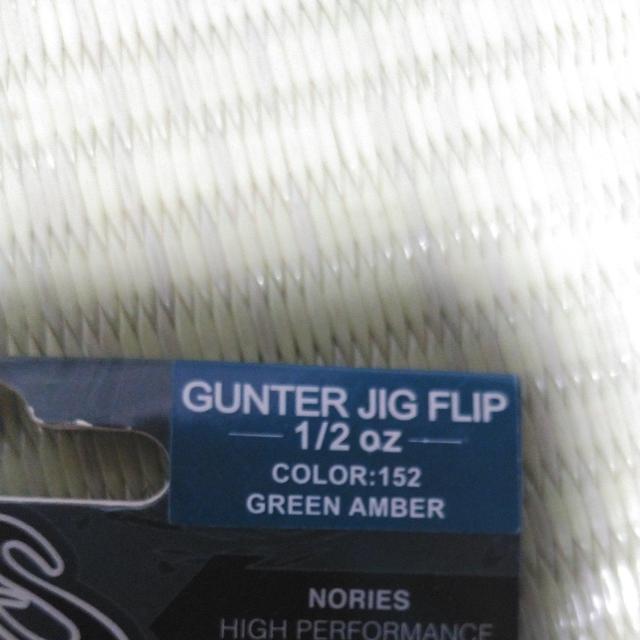 GUNTER JIG FLIP
1/2 oz
COLOR:152
GREEN AMBER
NORIES
HIGH PERFORMANCE